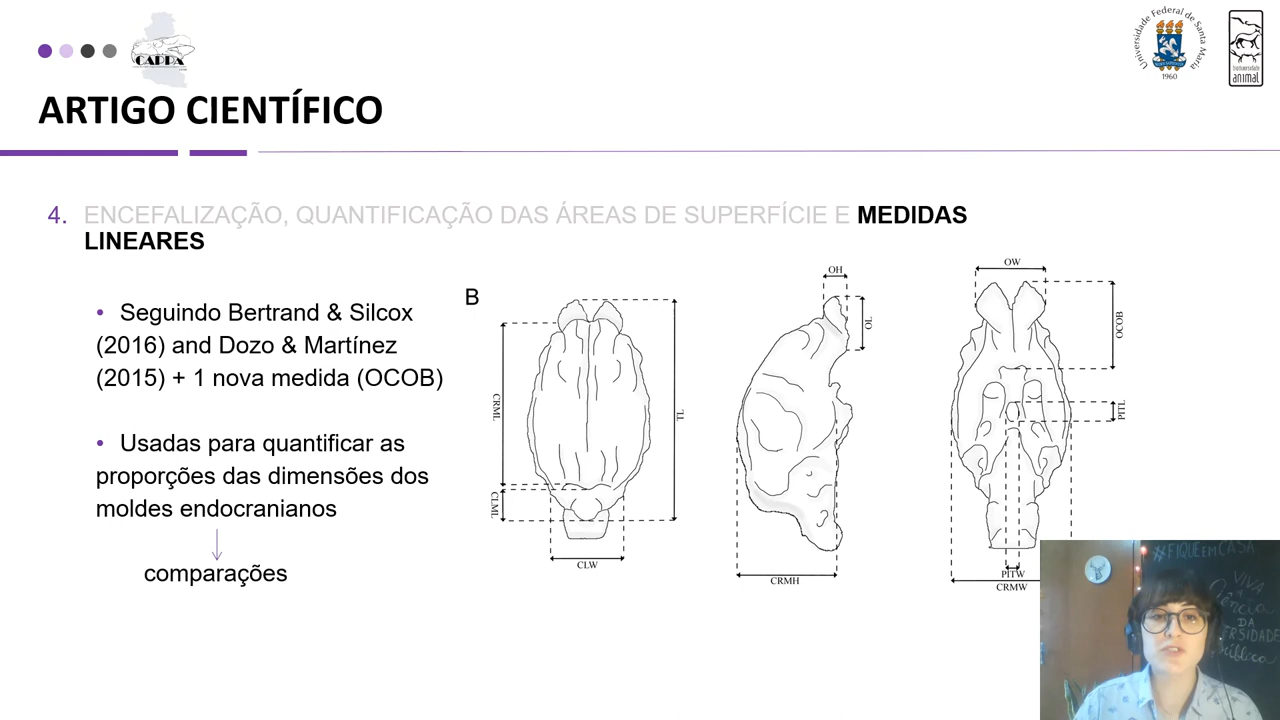 CAPPA
Universidade Federal de Santa Maria
1960
biodiversidade
animal
ARTIGO CIENTÍFICO
4. ENCEFALIZAÇÃO, QUANTIFICAÇÃO DAS ÁREAS DE SUPERFÍCIE E MEDIDAS
LINEARES
• Seguindo Bertrand & Silcox
(2016) and Dozo & Martínez
(2015) + 1 nova medida (OCOB)
• Usadas para quantificar as
proporções das dimensões dos
moldes endocranianos
comparações
B
CRML
CLML
TL
CLW
OH
OL
CRMH
OW
OCOB
PITL
PITW
CRMW
#FIQUEEMCASA
VIVA
a
Ciência
DA
ERSIDADE
Pública